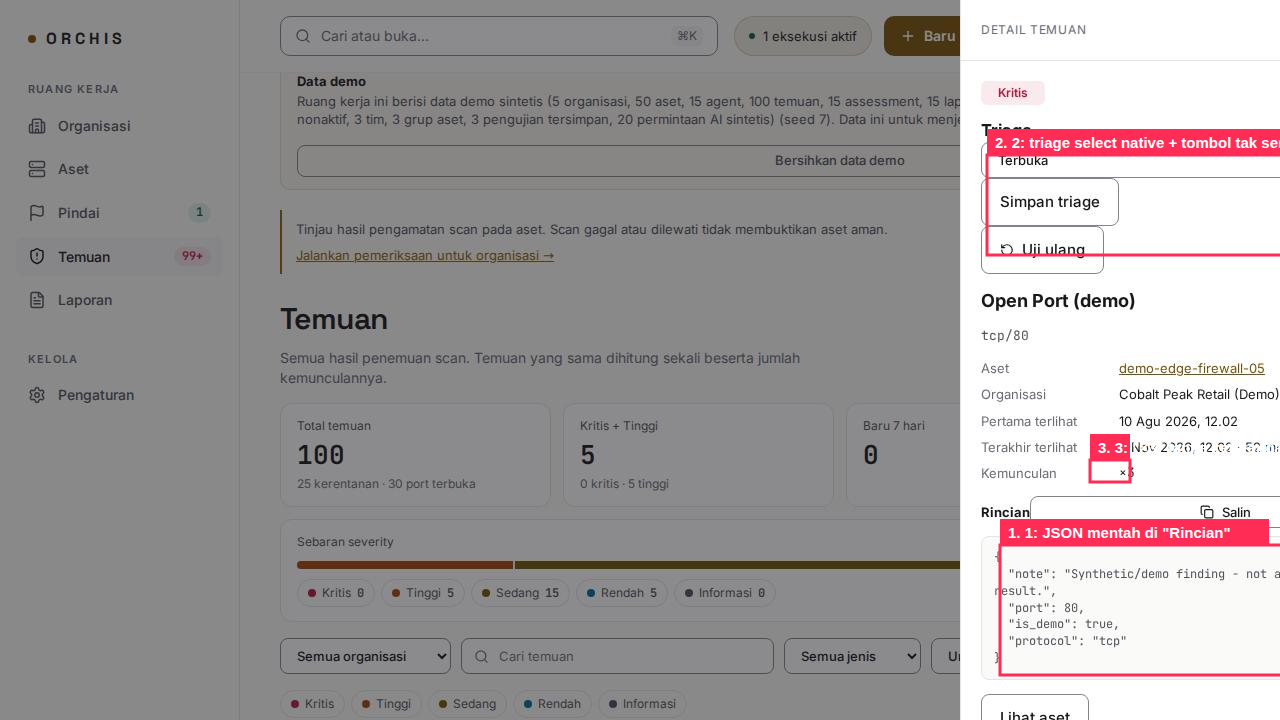 ORCHIS
RUANG KERJA
Organisasi
Aset
Pindai 1
Temuan 99+
Laporan
KELOLA
Pengaturan
Cari atau buka... ⌘K
1 eksekusi aktif
Baru
Data demo
Ruang kerja ini berisi data demo sintetis (5 organisasi, 50 aset, 15 agent, 100 temuan, 15 assessment, 15
nonaktif, 3 tim, 3 grup aset, 3 pengujian tersimpan, 20 permintaan AI sintetis) (seed 7). Data ini untuk
Bersihkan data demo
Tinjau hasil pengamatan scan pada aset. Scan gagal atau dilewati tidak membuktikan aset aman.
Jalankan pemeriksaan untuk organisasi →
Temuan
Semua hasil penemuan scan. Temuan yang sama dihitung sekali beserta jumlah
kemunculannya.
Total temuan
100
25 kerentanan · 30 port terbuka
Kritis + Tinggi
5
0 kritis · 5 tinggi
Baru 7 hari
0
Sebaran severity
Kritis 0
Tinggi 5
Sedang 15
Rendah 5
Informasi 0
Semua organisasi
Cari temuan
Semua jenis
Kritis
Tinggi
Sedang
Rendah
Informasi
DETAIL TEMUAN
Kritis
Triage
2. 2: triage select native + tombol tak
Terbuka
Simpan triage
Uji ulang
Open Port (demo)
tcp/80
Aset demo-edge-firewall-05
Organisasi Cobalt Peak Retail (Demo)
Pertama terlihat 10 Agu 2026, 12.02
Terakhir terlihat Nov 2026, 12.02
3. 3:
Kemunculan
Rincian Salin
1. 1: JSON mentah di "Rincian"
{
"note": "Synthetic/demo finding - not a
result.",
"port": 80,
"is_demo": true,
"protocol": "tcp"
}
Lihat aset